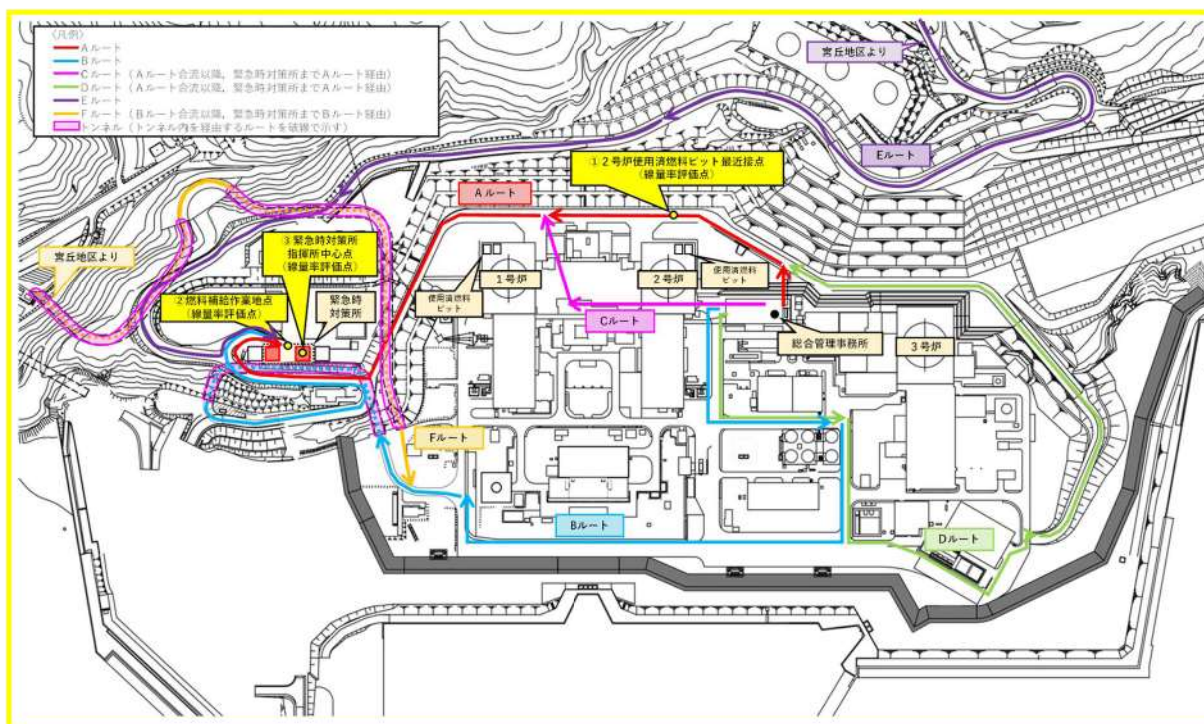 〈凡例〉
Aルート
Bルート
Cルート（Aルート合流以降，緊急時対策所までAルート経由）
Dルート（Aルート合流以降，緊急時対策所までAルート経由）
Eルート
Fルート（Bルート合流以降，緊急時対策所までBルート経由）
トンネル（トンネル内を経由するルートを破線で示す）
宮丘地区より
Eルート
①２号炉使用済燃料ピット最近接点
（線量率評価点）
Aルート
③緊急時対策所
指揮所中心点
（線量率評価点）
宮丘地区より
②燃料補給作業地点
（線量率評価点）
緊急時
対策所
使用済燃料
ピット
１号炉
２号炉
使用済燃料
ピット
Cルート
総合管理事務所
３号炉
Fルート
Bルート
Dルート